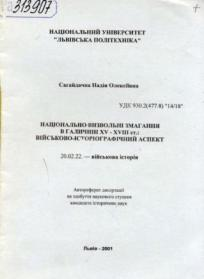 313907
НАЦІОНАЛЬНИЙ УНІВЕРСИТЕТ
"ЛЬВІВСЬКА ПОЛІТЕХНІКА"
Сагайдачна Надія Олексіївна
УДК 930.2(477.8) "14/18"
НАЦІОНАЛЬНО-ВИЗВОЛЬНІ ЗМАГАННЯ
В ГАЛИЧИНІ XV - XVIII ст.:
ВІЙСЬКОВО-ІСТОРІОГРАФІЧНИЙ АСПЕКТ
20.02.22. — військова історія
Автореферат дисертації
на здобуття наукового ступеня
кандидата історичних наук
Львів - 2001